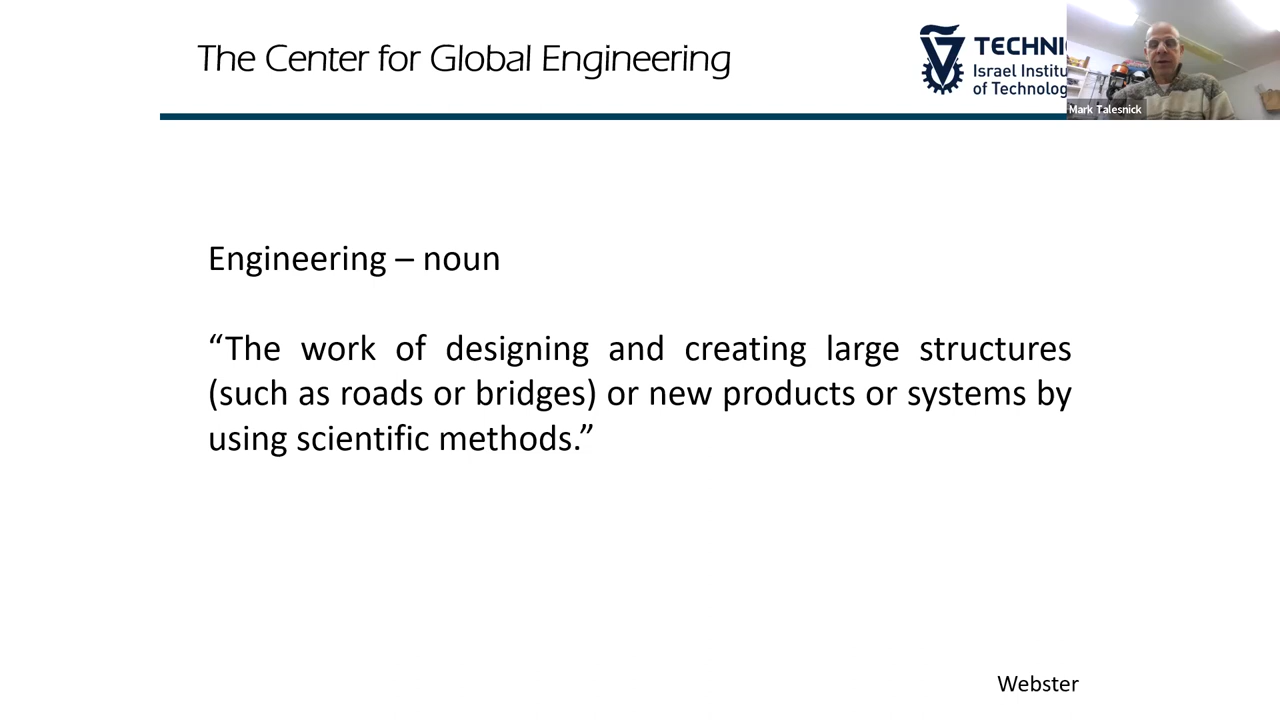 The Center for Global Engineering
TECHNI
Israel Institu
of Technolog
Mark Talesnick
Engineering – noun
“The work of designing and creating large structures
(such as roads or bridges) or new products or systems by
using scientific methods.”
Webster